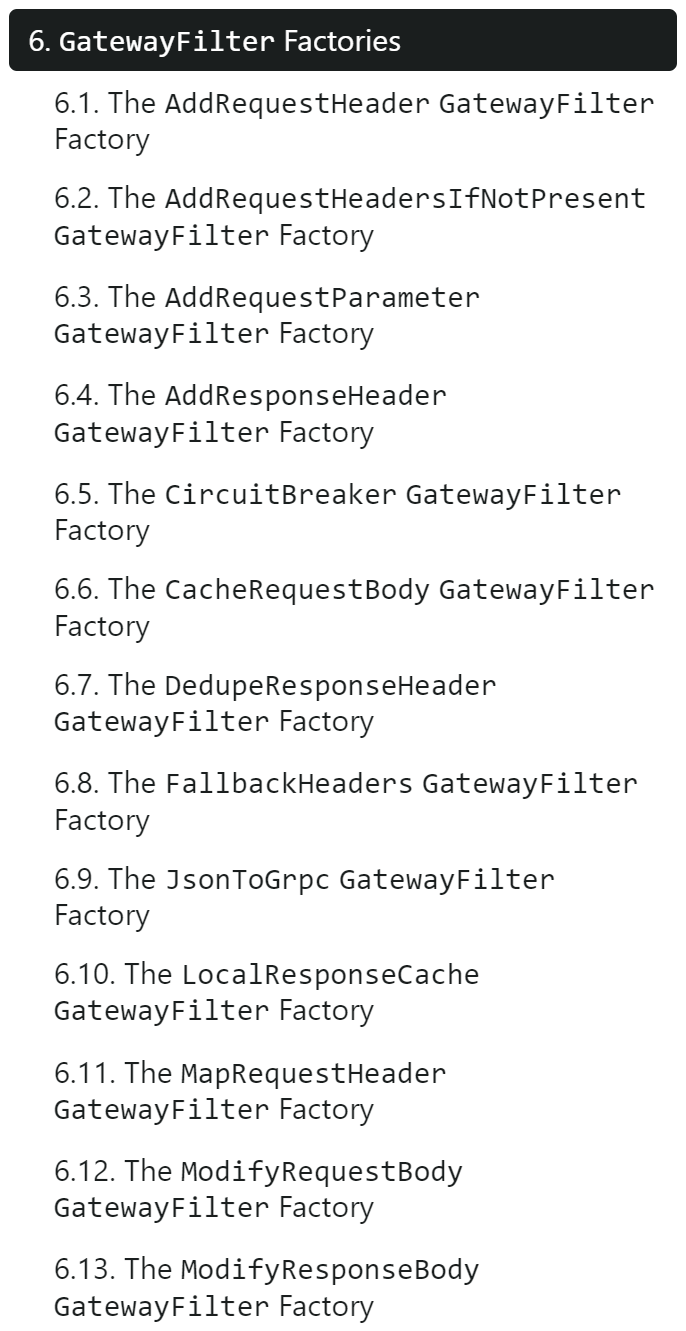 6. GatewayFilter Factories
6.1. The AddRequestHeader GatewayFilter
Factory
6.2. The AddRequestHeadersIfNotPresent
GatewayFilter Factory
6.3. The AddRequestParameter
GatewayFilter Factory
6.4. The AddResponseHeader
GatewayFilter Factory
6.5. The CircuitBreaker GatewayFilter
Factory
6.6. The CacheRequestBody GatewayFilter
Factory
6.7. The DedupeResponseHeader
GatewayFilter Factory
6.8. The FallbackHeaders GatewayFilter
Factory
6.9. The JsonToGrpc GatewayFilter
Factory
6.10. The LocalResponseCache
GatewayFilter Factory
6.11. The MapRequestHeader
GatewayFilter Factory
6.12. The ModifyRequestBody
GatewayFilter Factory
6.13. The ModifyResponseBody
GatewayFilter Factory